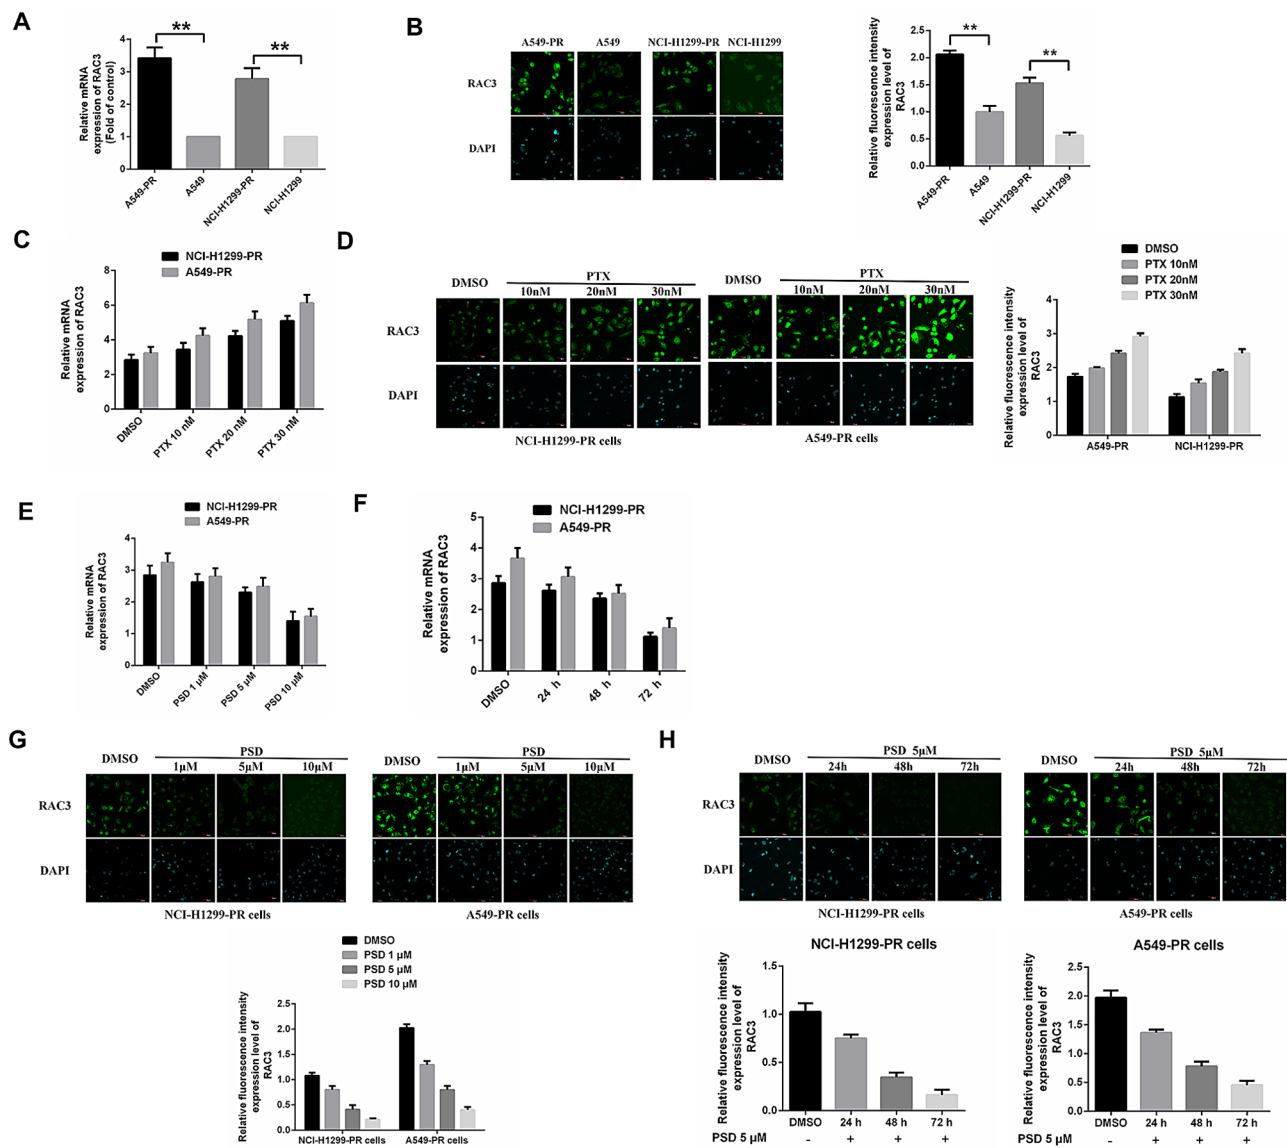 A
Relative mRNA
expression of RAC3
(Fold of control)
4
3
2
1
0
**
**
A549-PR
A549
NCI-H1299-PR
NCI-H1299
B
A549-PR A549 NCI-H1299-PR NCI-H1299
RAC3
DAPI
Relative fluorescence intensity
expression level of
RAC3
2.5
2.0
1.5
1.0
0.5
0.0
**
**
A549-PR
A549
NCI-H1299-PR
NCI-H1299
C
NCI-H1299-PR
A549-PR
Relative mRNA
expression of RAC3
8
6
4
2
0
DMSO
PTX 10 nM
PTX 20 nM
PTX 30 nM
D
DMSO PTX DMSO PTX
10nM 20nM 30nM 10nM 20nM 30nM
RAC3
DAPI
NCI-H1299-PR cells A549-PR cells
DMSO
PTX 10nM
PTX 20nM
PTX 30nM
Relative fluorescence intensity
expression level of
RAC3
4
3
2
1
0
A549-PR NCI-H1299-PR
E
NCI-H1299-PR
A549-PR
Relative mRNA
expression of RAC3
4
3
2
1
0
DMSO
PSD 1 μM
PSD 5 μM
PSD 10 μM
F
NCI-H1299-PR
A549-PR
Relative mRNA
expression of RAC3
5
4
3
2
1
0
DMSO
24 h
48 h
72 h
G
DMSO PSD DMSO PSD
1μM 5μM 10μM 1μM 5μM 10μM
RAC3
DAPI
NCI-H1299-PR cells A549-PR cells
DMSO
PSD 1 μM
PSD 5 μM
PSD 10 μM
Relative fluorescence intensity
expression level of
RAC3
2.5
2.0
1.5
1.0
0.5
0.0
NCI-H1299-PR cells A549-PR cells
H
DMSO PSD 5μM DMSO PSD 5μM
24h 48h 72h 24h 48h 72h
RAC3
DAPI
NCI-H1299-PR cells A549-PR cells
NCI-H1299-PR cells
Relative fluorescence intensity
expression level of
RAC3
1.5
1.0
0.5
0.0
DMSO 24 h 48 h 72 h
PSD 5 μM - + + +
A549-PR cells
Relative fluorescence intensity
expression level of
RAC3
2.5
2.0
1.5
1.0
0.5
0.0
DMSO 24 h 48 h 72 h
PSD 5 μM - + + +